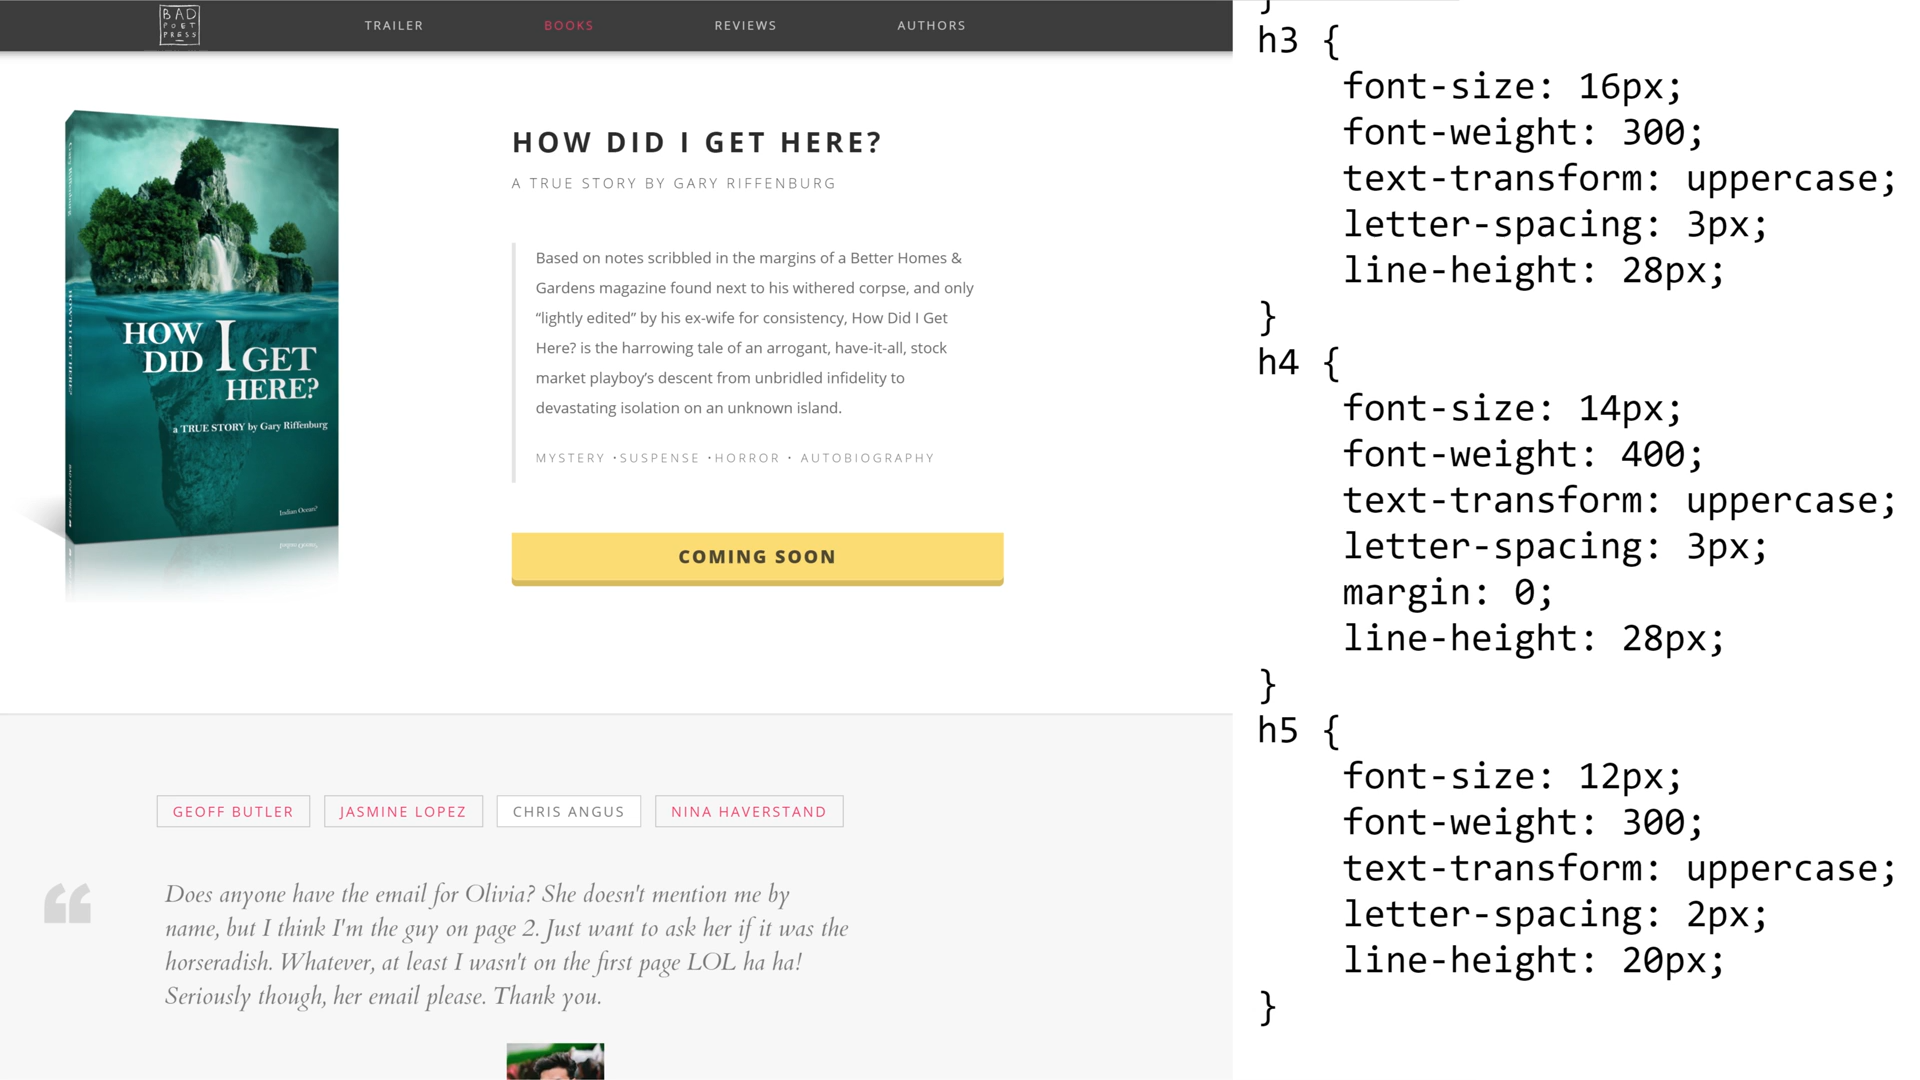 BAD
POET
PRESS
TRAILER
BOOKS
REVIEWS
AUTHORS
HOW
DID I GET
HERE?
a TRUE STORY by Gary Riffenburg
Indian Ocean?
HOW DID I GET HERE?
A TRUE STORY BY GARY RIFFENBURG
Based on notes scribbled in the margins of a Better Homes &
Gardens magazine found next to his withered corpse, and only
“lightly edited” by his ex-wife for consistency, How Did I Get
Here? is the harrowing tale of an arrogant, have-it-all, stock
market playboy’s descent from unbridled infidelity to
devastating isolation on an unknown island.
MYSTERY •SUSPENSE •HORROR • AUTOBIOGRAPHY
COMING SOON
GEOFF BUTLER
JASMINE LOPEZ
CHRIS ANGUS
NINA HAVERSTAND
Does anyone have the email for Olivia? She doesn't mention me by
name, but I think I'm the guy on page 2. Just want to ask her if it was the
horseradish. Whatever, at least I wasn't on the first page LOL ha ha!
Seriously though, her email please. Thank you.
}
h3 {
font-size: 16px;
font-weight: 300;
text-transform: uppercase;
letter-spacing: 3px;
line-height: 28px;
}
h4 {
font-size: 14px;
font-weight: 400;
text-transform: uppercase;
letter-spacing: 3px;
margin: 0;
line-height: 28px;
}
h5 {
font-size: 12px;
font-weight: 300;
text-transform: uppercase;
letter-spacing: 2px;
line-height: 20px;
}